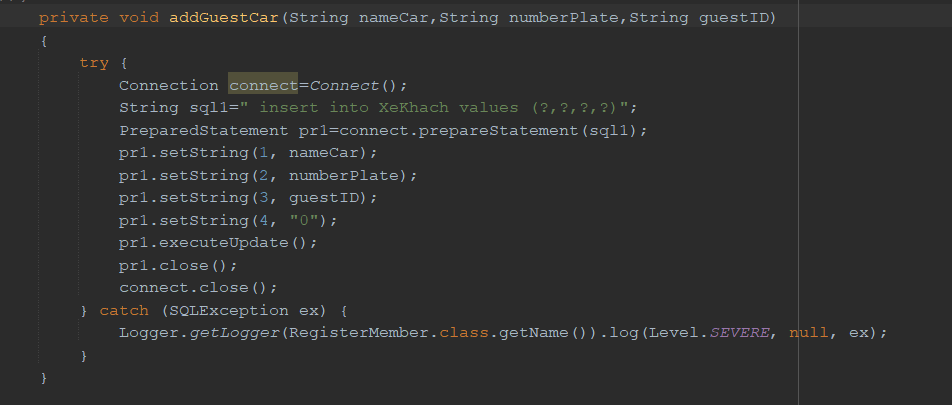 private void addGuestCar(String nameCar,String numberPlate,String guestID)
{
try {
Connection connect=Connect();
String sql1=" insert into XeKhach values (?,?,?,?)";
PreparedStatement pr1=connect.prepareStatement(sql1);
pr1.setString(1, nameCar);
pr1.setString(2, numberPlate);
pr1.setString(3, guestID);
pr1.setString(4, "0");
pr1.executeUpdate();
pr1.close();
connect.close();
} catch (SQLException ex) {
Logger.getLogger(RegisterMember.class.getName()).log(Level.SEVERE, null, ex);
}
}